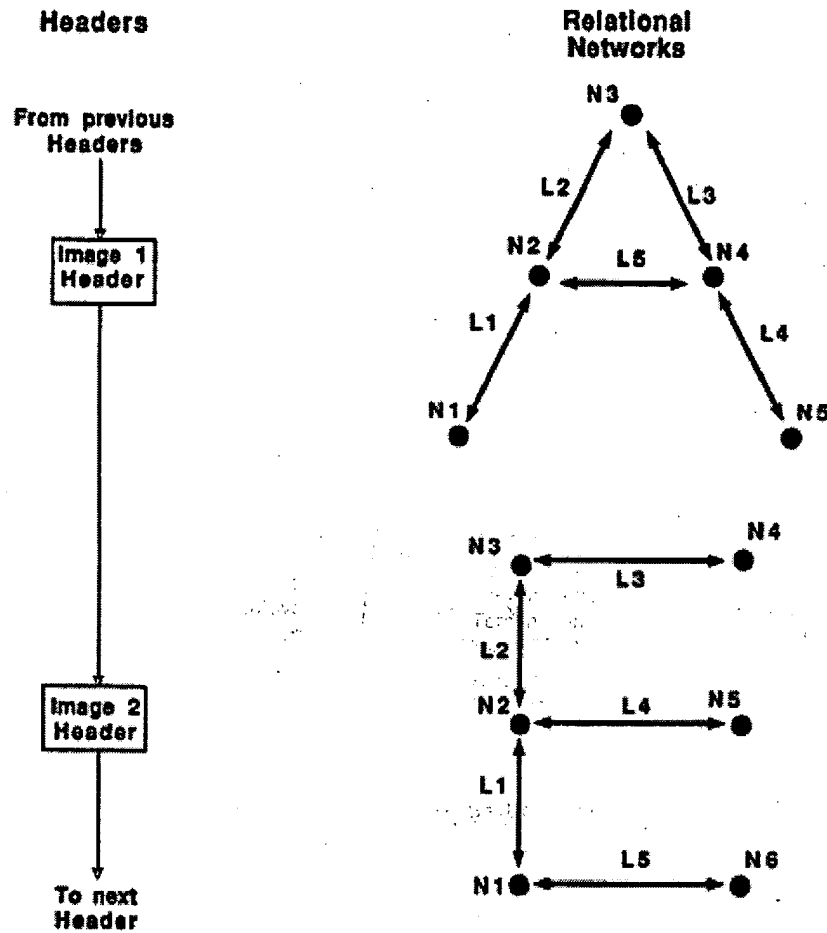 Headers
Relational
Networks
From previous
Headers
Image 1
Header
N3
L2
L3
N2
L5
N4
L1
L4
N1
N5
N3
N4
L3
L2
Image 2
Header
N2
L4
N5
L1
N1
L5
N6
To next
Header